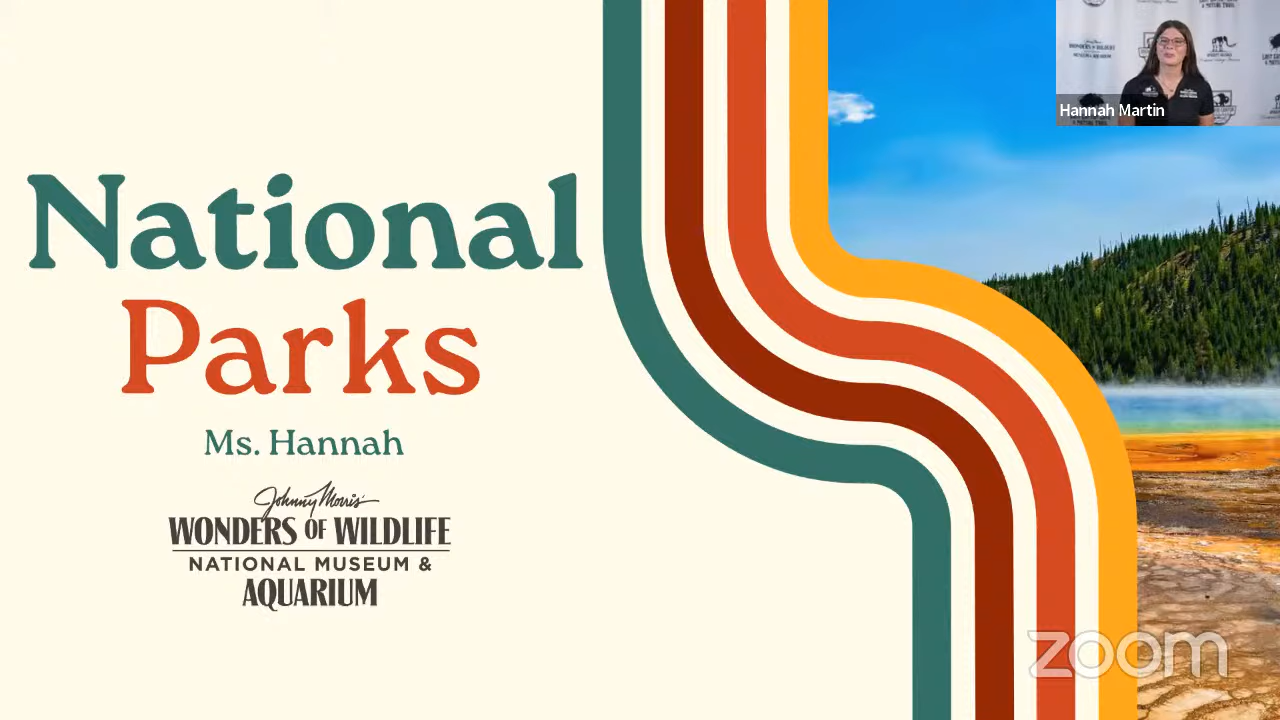 National
Parks
Ms. Hannah
Johnny Morris'
WONDERS OF WILDLIFE
NATIONAL MUSEUM &
AQUARIUM
Hannah Martin
zoom